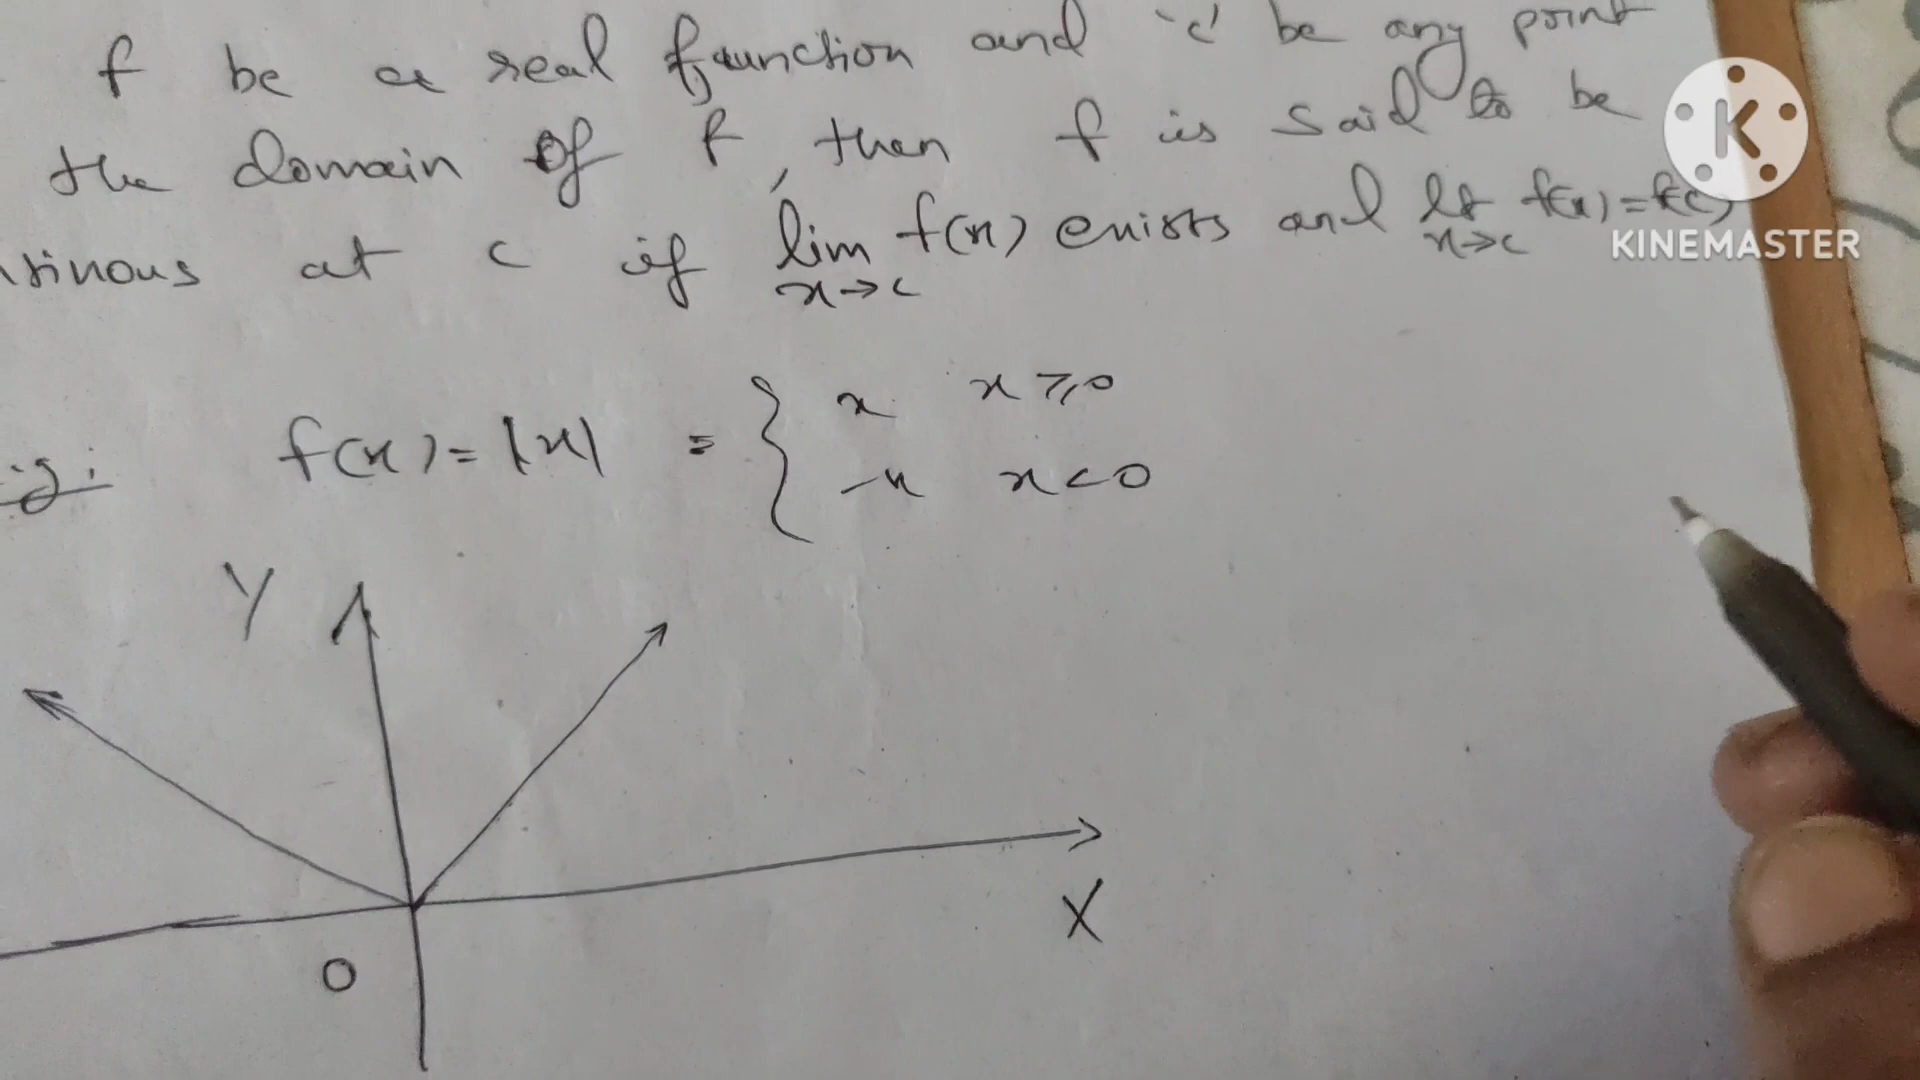 f be a real function and 'c' be any point
the domain of f, then f is said to be
tinous at c if lim f(x) exists and lt f(x)=f(c)
x→c x→c
KINEMASTER
eg: f(x)=|x| = { x x≥0
-x x<0
Y
X
O